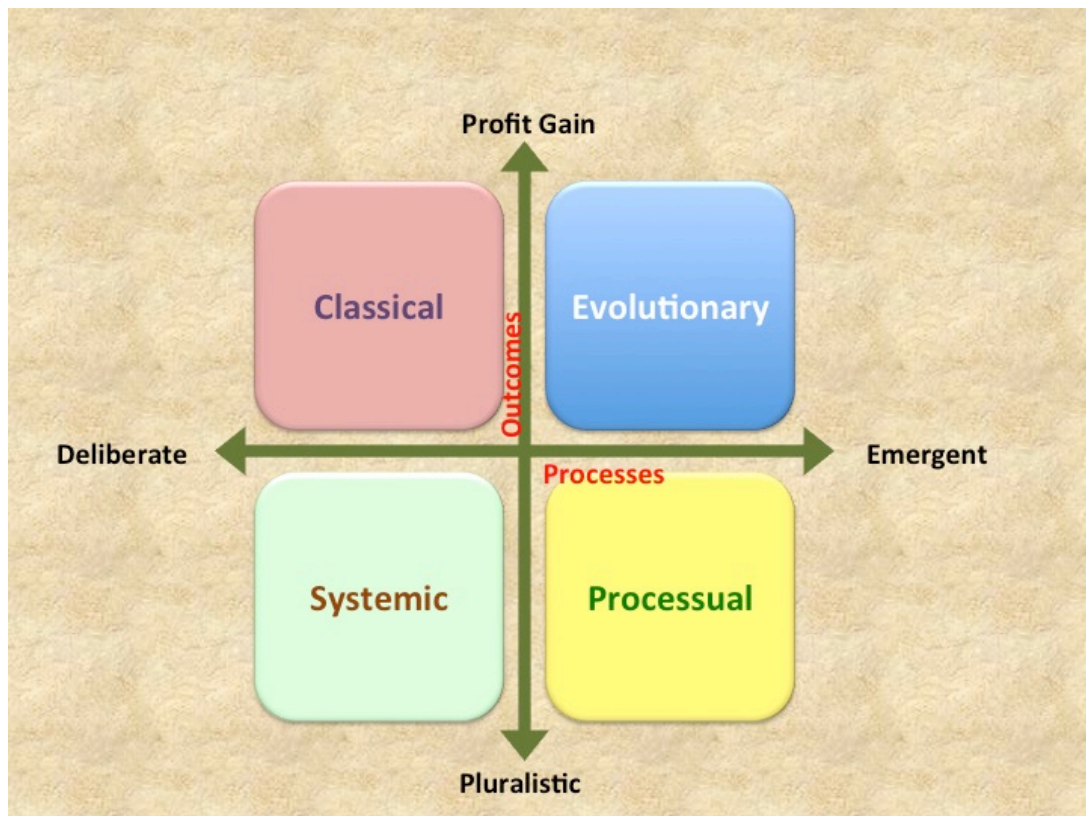 Profit Gain
Classical
Evolutionary
Outcomes
Deliberate
Emergent
Processes
Systemic
Processual
Pluralistic